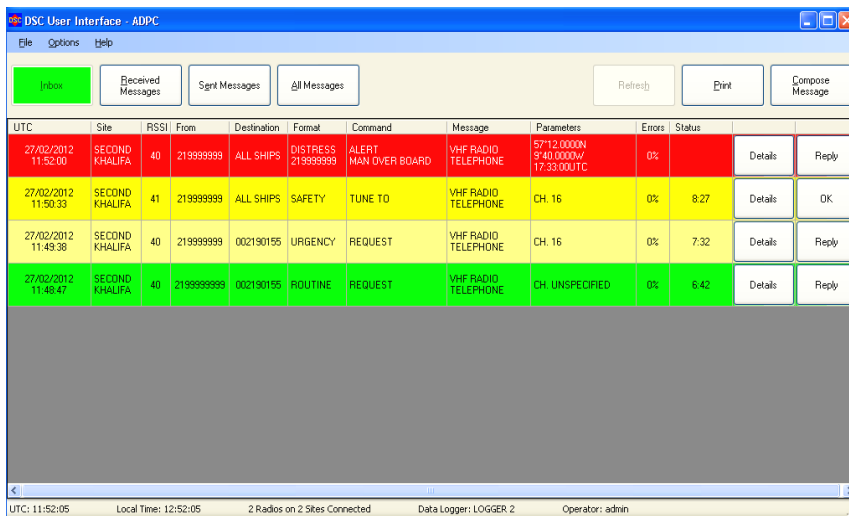 DSC DSC User Interface - ADPC
File Options Help
Inbox Received Messages Sent Messages All Messages Refresh Print Compose Message
UTC Site RSSI From Destination Format Command Message Parameters Errors Status
27/02/2012 SECOND 40 219999999 ALL SHIPS DISTRESS ALERT VHF RADIO 57°12.0000N 0% Details Reply
11:52:00 KHALIFA 219999999 MAN OVER BOARD TELEPHONE 9°40.0000W
17:33:00UTC
27/02/2012 SECOND 41 219999999 ALL SHIPS SAFETY TUNE TO VHF RADIO CH. 16 0% 8:27 Details OK
11:50:33 KHALIFA TELEPHONE
27/02/2012 SECOND 40 219999999 002190155 URGENCY REQUEST VHF RADIO CH. 16 0% 7:32 Details Reply
11:49:38 KHALIFA TELEPHONE
27/02/2012 SECOND 40 2199999999 002190155 ROUTINE REQUEST VHF RADIO CH. UNSPECIFIED 0% 6:42 Details Reply
11:48:47 KHALIFA TELEPHONE
UTC: 11:52:05 Local Time: 12:52:05 2 Radios on 2 Sites Connected Data Logger: LOGGER 2 Operator: admin